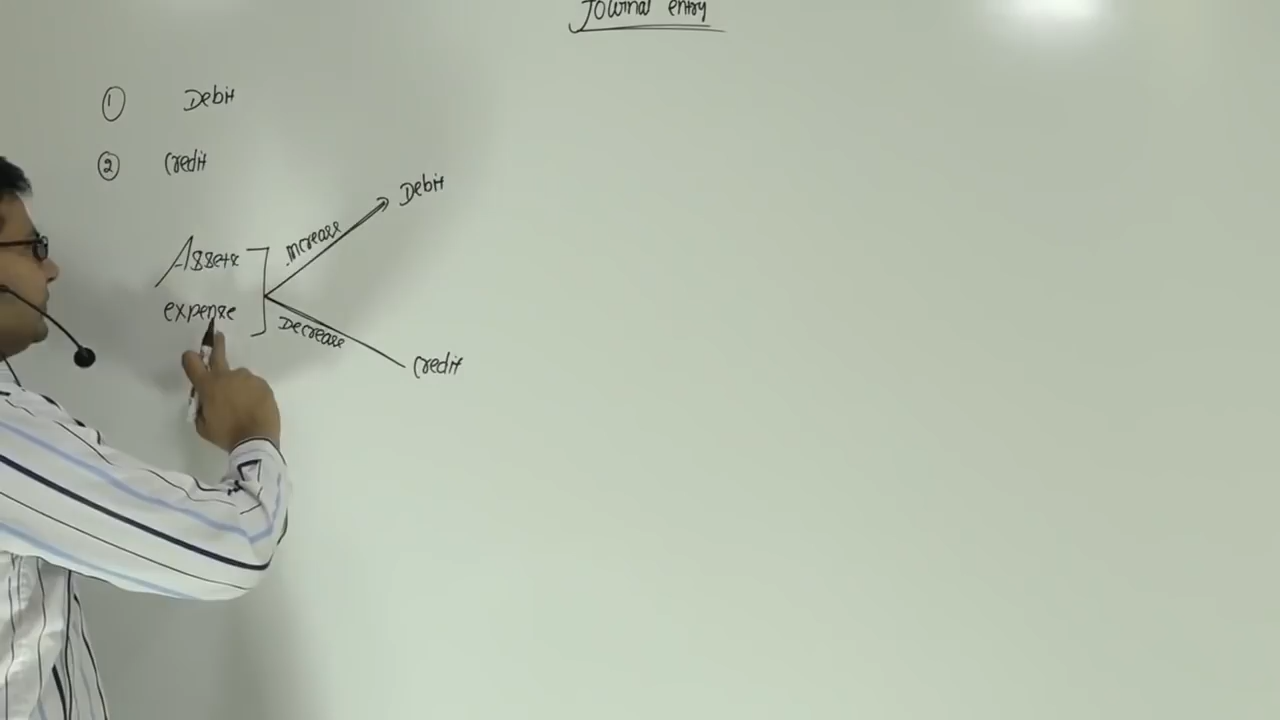 Journal entry
① Debit
② Credit
Debit
increase
Assets
expense
Decrease
Credit